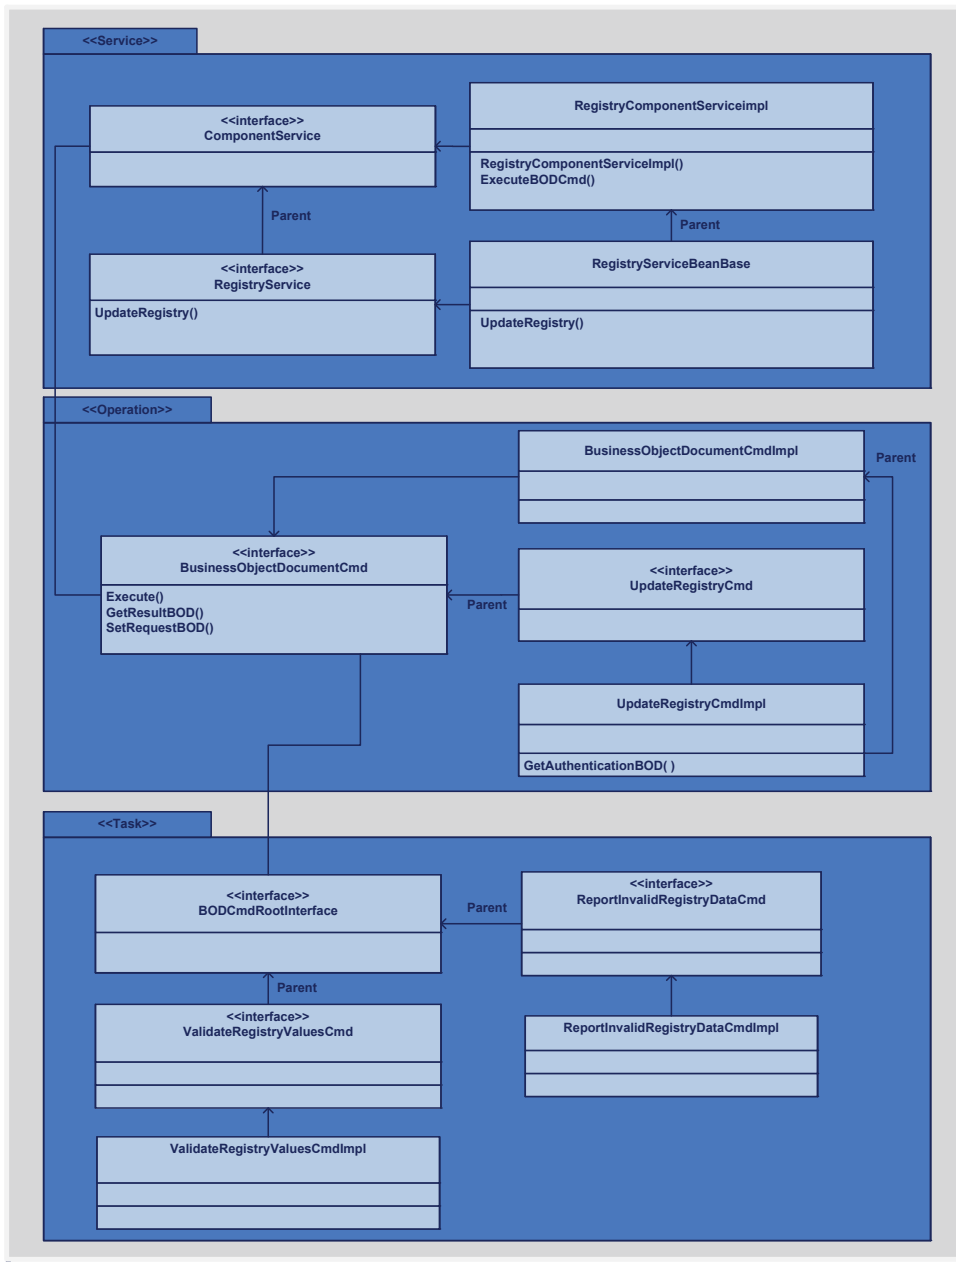 <<Service>>
<<interface>>
ComponentService
RegistryComponentServiceimpl
RegistryComponentServiceImpl()
ExecuteBODCmd()
Parent
Parent
<<interface>>
RegistryService
UpdateRegistry()
RegistryServiceBeanBase
UpdateRegistry()
<<Operation>>
BusinessObjectDocumentCmdImpl
Parent
<<interface>>
BusinessObjectDocumentCmd
Execute()
GetResultBOD()
SetRequestBOD()
Parent
<<interface>>
UpdateRegistryCmd
UpdateRegistryCmdImpl
GetAuthenticationBOD( )
<<Task>>
<<interface>>
BODCmdRootInterface
Parent
<<interface>>
ReportInvalidRegistryDataCmd
Parent
<<interface>>
ValidateRegistryValuesCmd
ReportInvalidRegistryDataCmdImpl
ValidateRegistryValuesCmdImpl